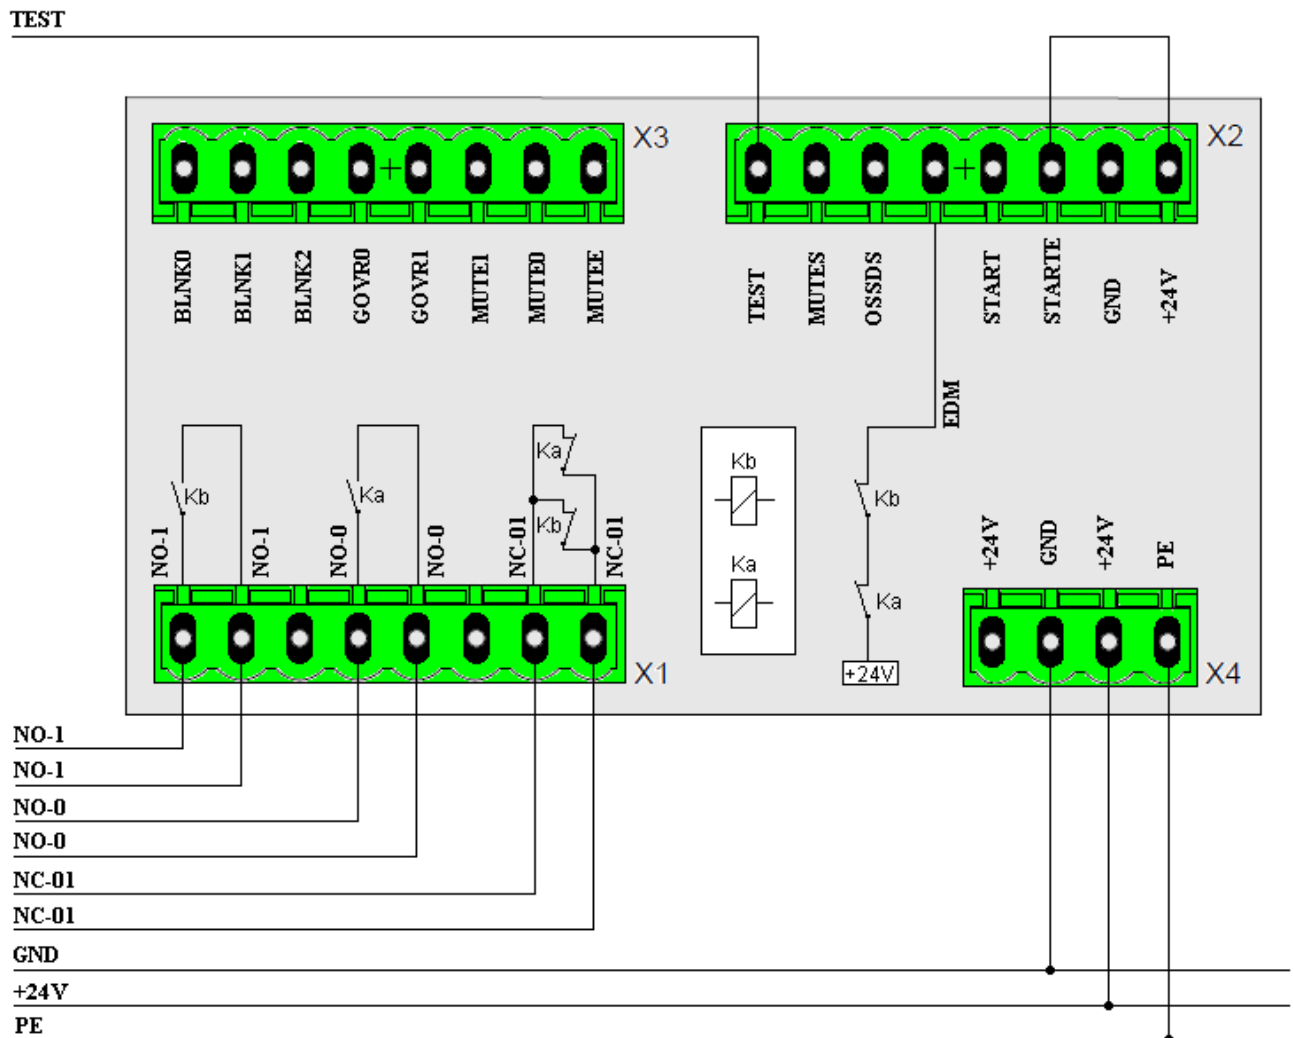 TEST
X3
X2
BLNK0
BLNK1
BLNK2
GOVR0
GOVR1
MUTE1
MUTE0
MUTEE
TEST
MUTES
OSSDS
START
STARTE
GND
+24V
EDM
Kb
Ka
Ka
Kb
NO-1
NO-1
NO-0
NO-0
NC-01
NC-01
Kb
Ka
Kb
Ka
+24V
+24V
GND
+24V
PE
X1
X4
NO-1
NO-1
NO-0
NO-0
NC-01
NC-01
GND
+24V
PE